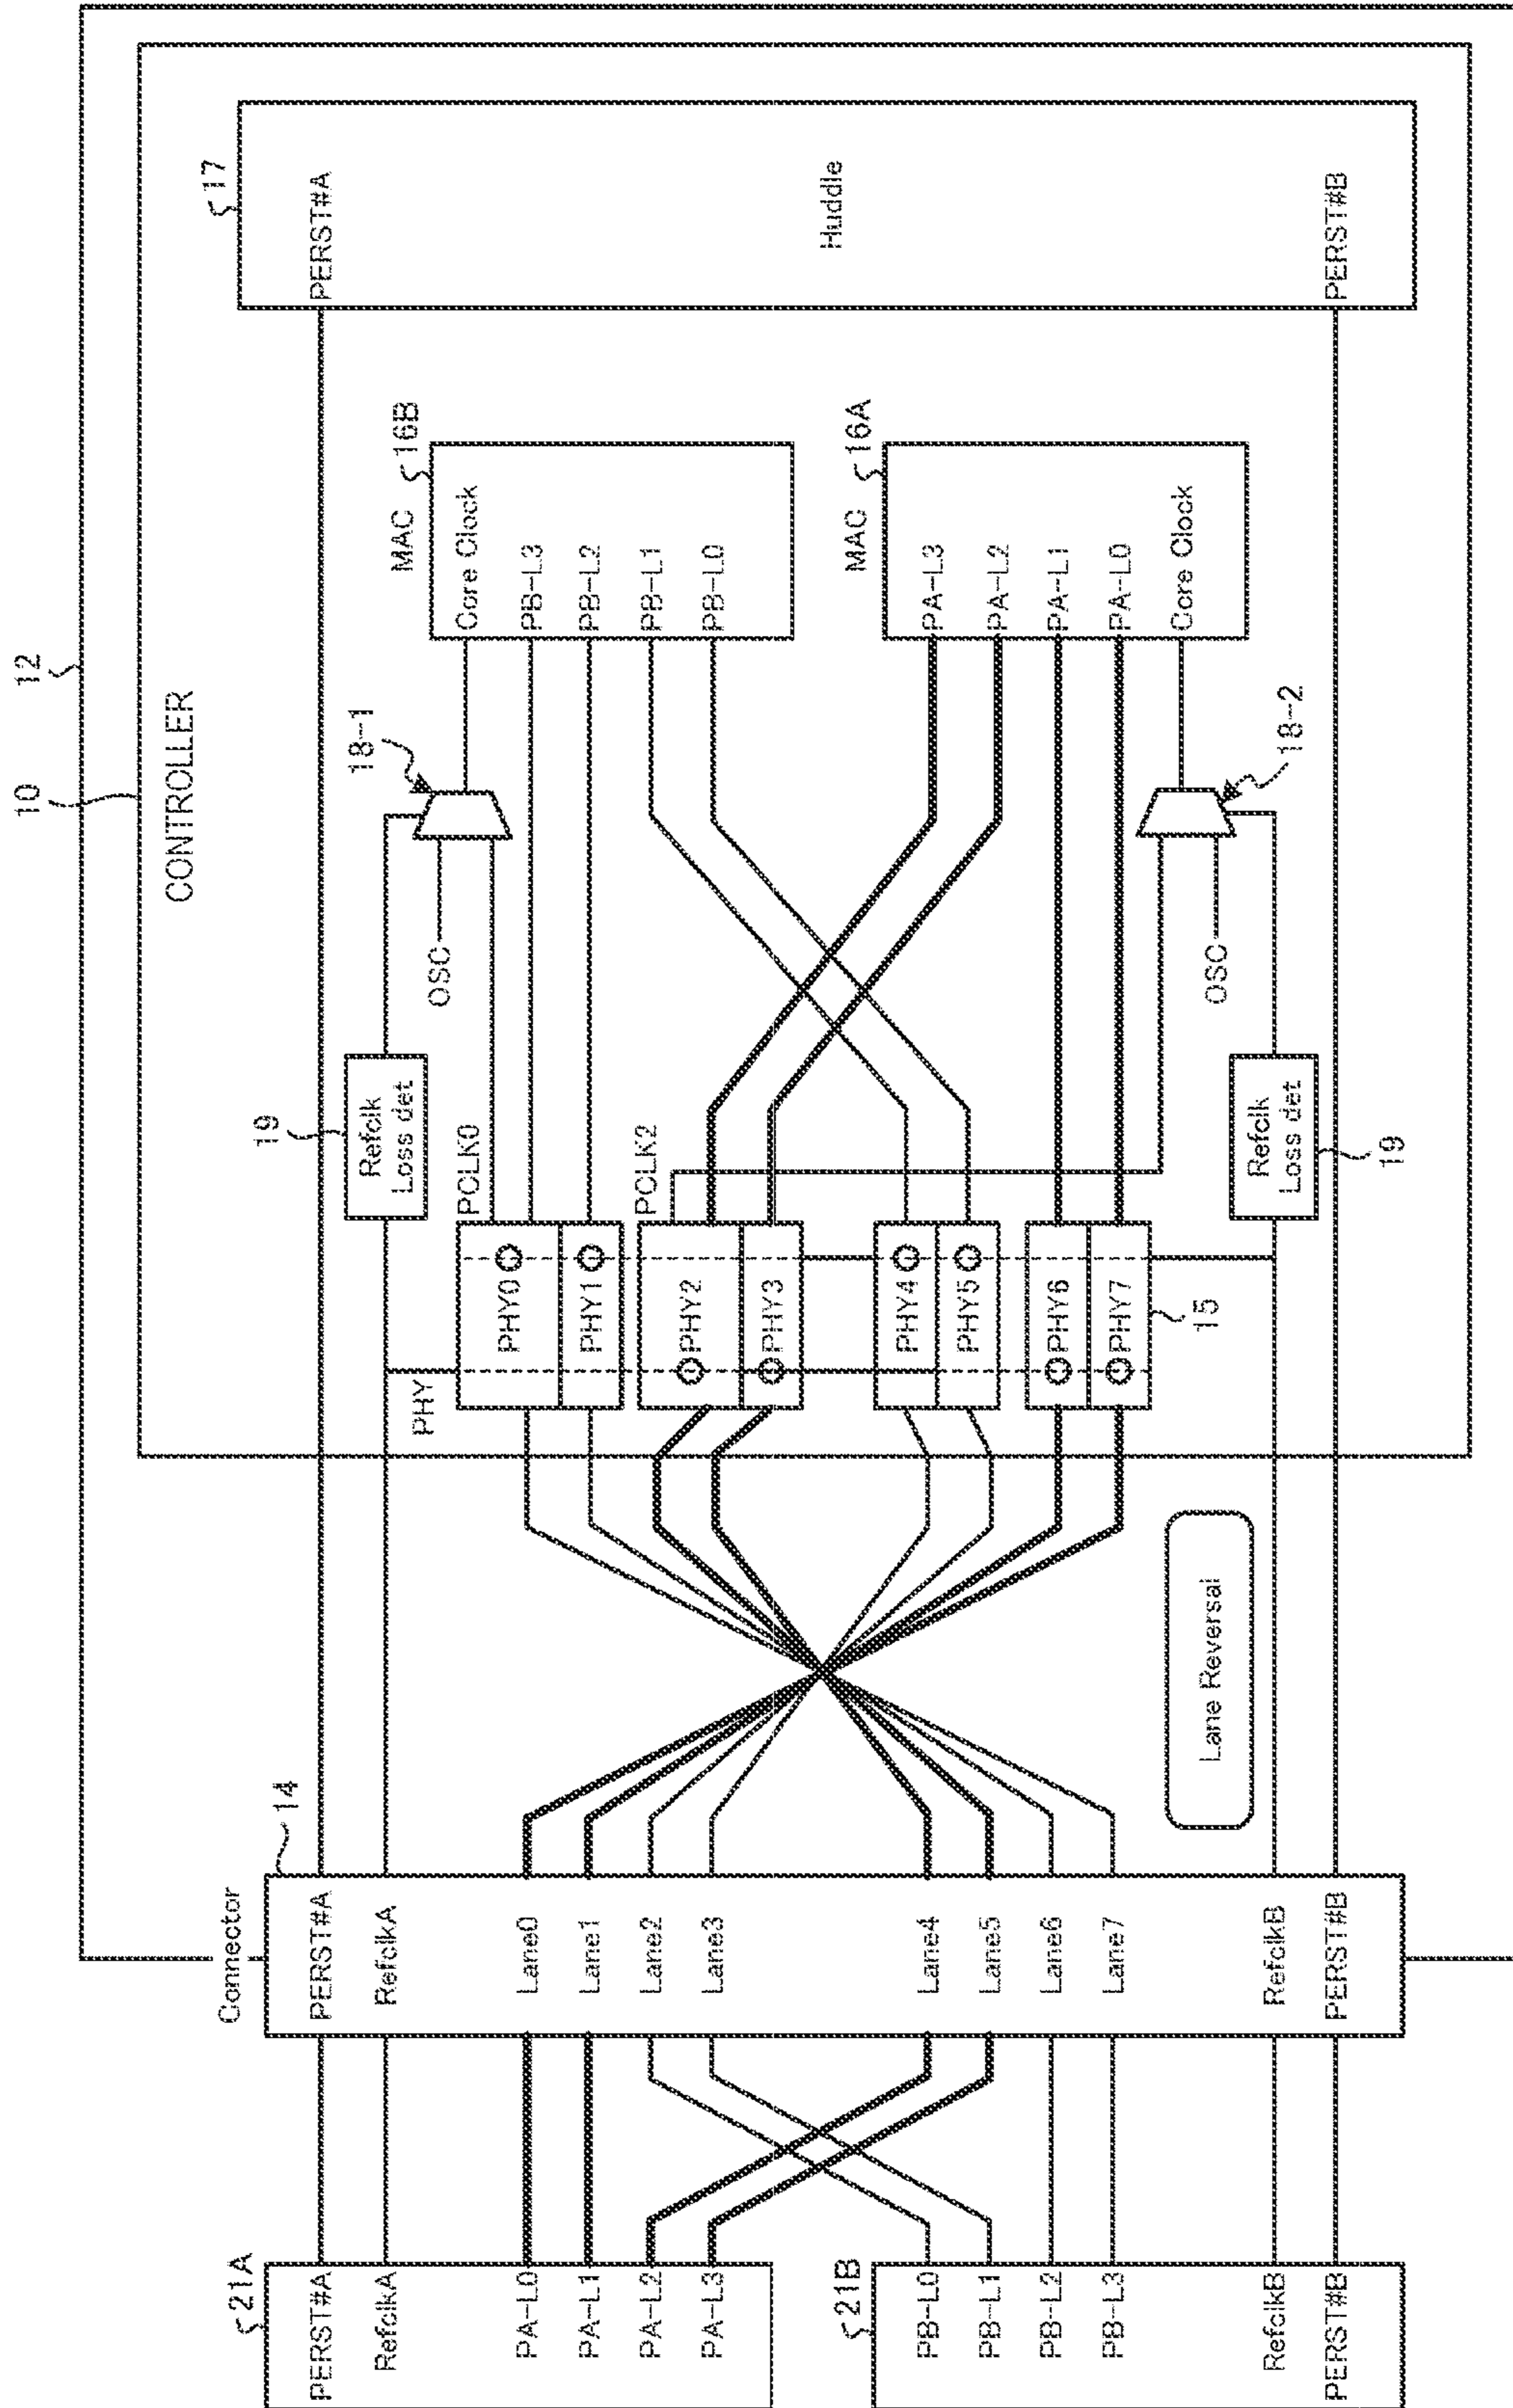 10
12
CONTROLLER
17
PERST#A
Huddle
PERST#B
MAC
16B
Core Clock
PB-L3
PB-L2
PB-L1
PB-L0
MAC
16A
PA-L3
PA-L2
PA-L1
PA-L0
Core Clock
18-1
18-2
OSC
OSC
19
Refclk
Loss det
Refclk
Loss det
19
PCLK0
PCLK2
PHY
PHY0
PHY1
PHY2
PHY3
PHY4
PHY5
PHY6
PHY7
15
Lane Reversal
14
Connector
PERST#A
RefclkA
Lane0
Lane1
Lane2
Lane3
Lane4
Lane5
Lane6
Lane7
RefclkB
PERST#B
21A
PERST#A
RefclkA
PA-L0
PA-L1
PA-L2
PA-L3
21B
PB-L0
PB-L1
PB-L2
PB-L3
RefclkB
PERST#B